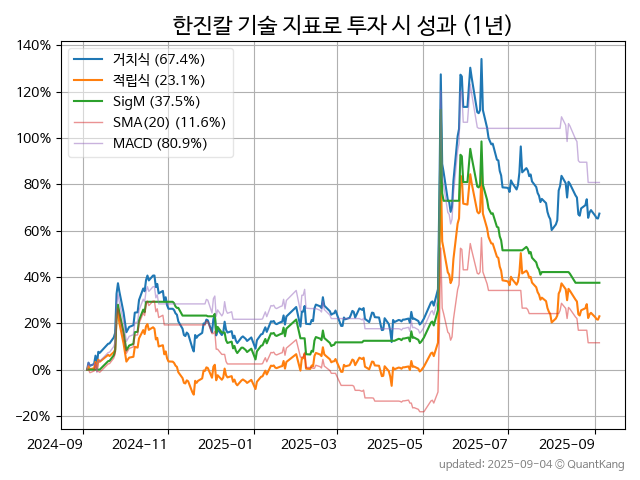 한진칼 기술 지표로 투자 시 성과 (1년)
140%
120%
100%
80%
60%
40%
20%
0%
−20%
거치식 (67.4%)
적립식 (23.1%)
SigM (37.5%)
SMA(20) (11.6%)
MACD (80.9%)
2024-09 2024-11 2025-01 2025-03 2025-05 2025-07 2025-09
updated: 2025-09-04 © QuantKang